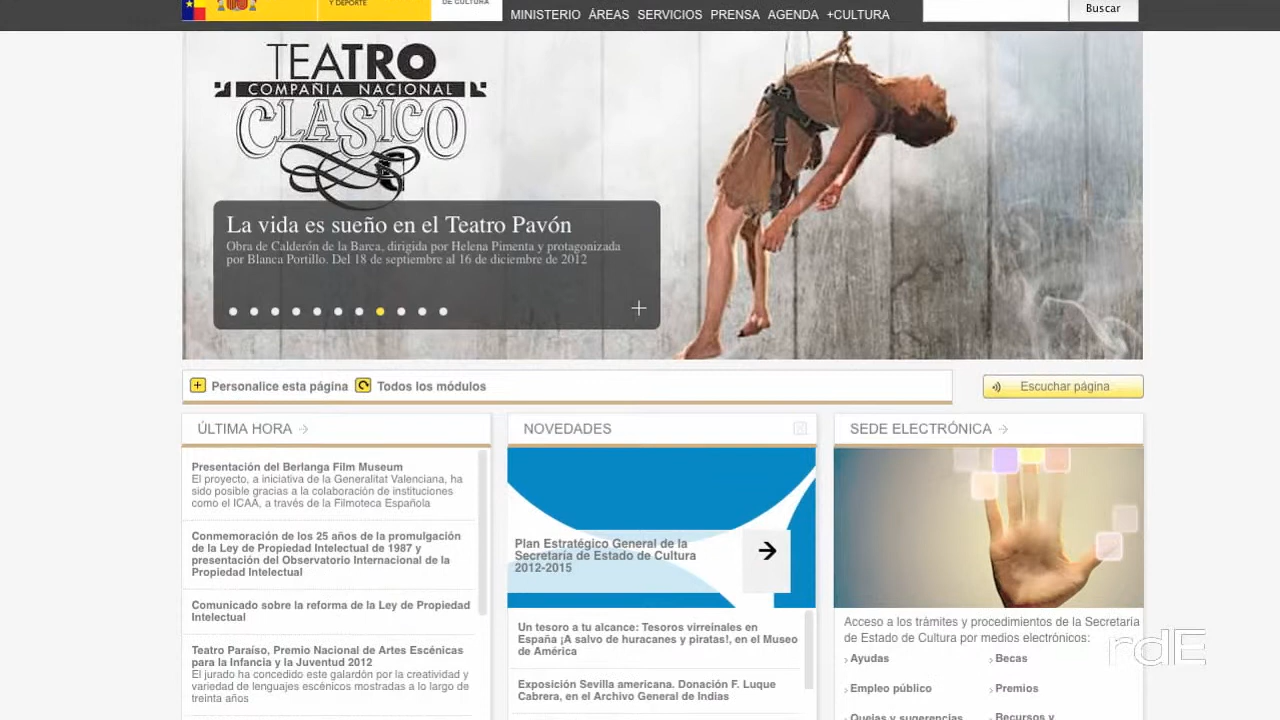 Y DEPORTE
DE CULTURA
MINISTERIO ÁREAS SERVICIOS PRENSA AGENDA +CULTURA
Buscar
TEATRO
COMPAÑIA NACIONAL
CLASICO
La vida es sueño en el Teatro Pavón
Obra de Calderón de la Barca, dirigida por Helena Pimenta y protagonizada
por Blanca Portillo. Del 18 de septiembre al 16 de diciembre de 2012
Personalice esta página Todos los módulos
Escuchar página
ÚLTIMA HORA
Presentación del Berlanga Film Museum
El proyecto, a iniciativa de la Generalitat Valenciana, ha
sido posible gracias a la colaboración de instituciones
como el ICAA, a través de la Filmoteca Española
Conmemoración de los 25 años de la promulgación
de la Ley de Propiedad Intelectual de 1987 y
presentación del Observatorio Internacional de la
Propiedad Intelectual
Comunicado sobre la reforma de la Ley de Propiedad
Intelectual
Teatro Paraíso, Premio Nacional de Artes Escénicas
para la Infancia y la Juventud 2012
El jurado ha concedido este galardón por la creatividad y
variedad de lenguajes escénicos mostradas a lo largo de
treinta años
NOVEDADES
Plan Estratégico General de la
Secretaría de Estado de Cultura
2012-2015
Un tesoro a tu alcance: Tesoros virreinales en
España ¡A salvo de huracanes y piratas!, en el Museo
de América
Exposición Sevilla americana. Donación F. Luque
Cabrera, en el Archivo General de Indias
SEDE ELECTRÓNICA
Acceso a los trámites y procedimientos de la Secretaria
de Estado de Cultura por medios electrónicos:
Ayudas Becas
Empleo público Premios
Quejas y sugerencias Recursos y
rdE